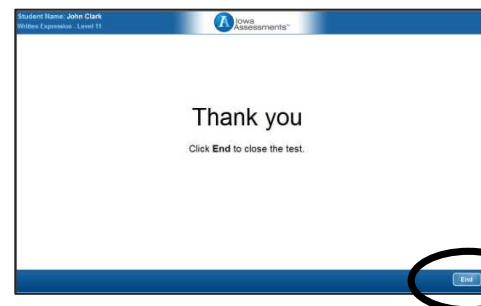 Student Name: John Clark
Written Expression - Level 11
Iowa
Assessments™
Thank you
Click End to close the test.
End